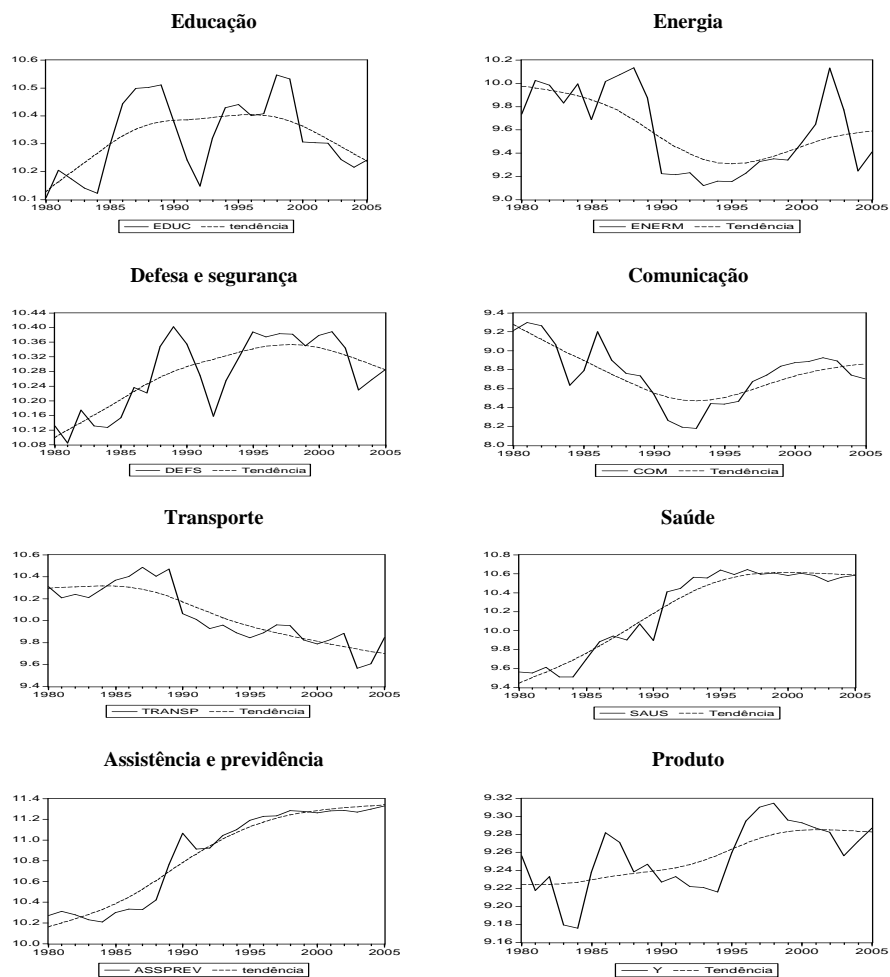 Educação
10.6
10.5
10.4
10.3
10.2
10.1
1980 1985 1990 1995 2000 2005
EDUC tendência
Energia
10.2
10.0
9.8
9.6
9.4
9.2
9.0
1980 1985 1990 1995 2000 2005
ENERM Tendência
Defesa e segurança
10.44
10.40
10.36
10.32
10.28
10.24
10.20
10.16
10.12
10.08
1980 1985 1990 1995 2000 2005
DEFS Tendência
Comunicação
9.4
9.2
9.0
8.8
8.6
8.4
8.2
8.0
1980 1985 1990 1995 2000 2005
COM Tendência
Transporte
10.6
10.4
10.2
10.0
9.8
9.6
9.4
1980 1985 1990 1995 2000 2005
TRANSP Tendência
Saúde
10.8
10.6
10.4
10.2
10.0
9.8
9.6
9.4
1980 1985 1990 1995 2000 2005
SAUS Tendência
Assistência e previdência
11.4
11.2
11.0
10.8
10.6
10.4
10.2
10.0
1980 1985 1990 1995 2000 2005
ASSPREV tendência
Produto
9.32
9.30
9.28
9.26
9.24
9.22
9.20
9.18
9.16
1980 1985 1990 1995 2000 2005
Y Tendência